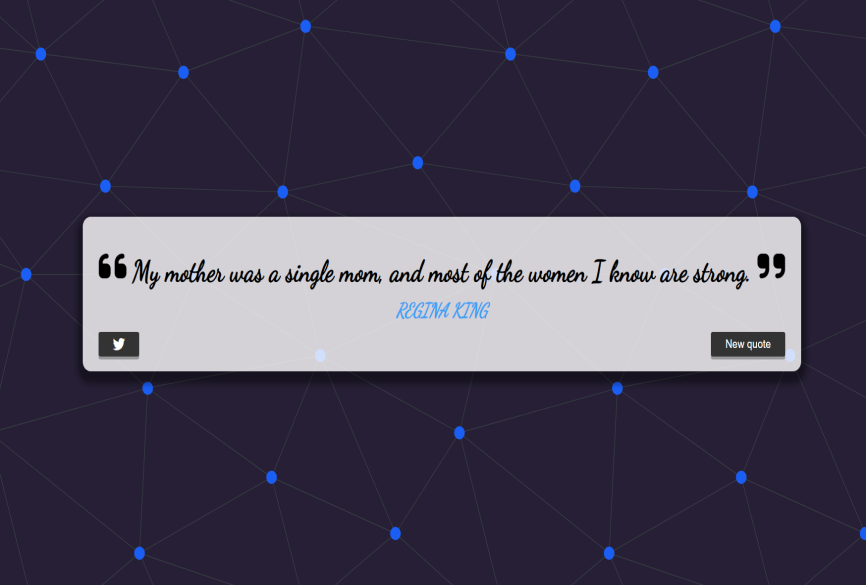 ❝ My mother was a single mom, and most of the women I know are strong. ❞
REGINA KING
New quote